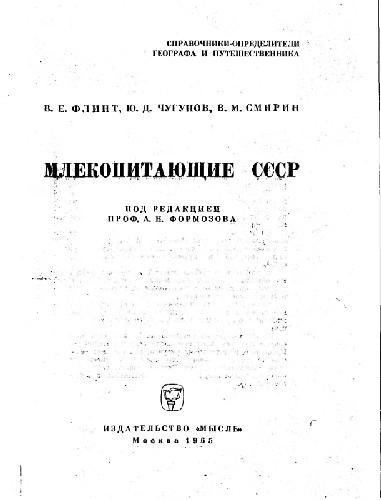 СПРАВОЧНИКИ-ОПРЕДЕЛИТЕЛИ
ГЕОГРАФА И ПУТЕШЕСТВЕННИКА
В. Е. ФЛИНТ, Ю. Д. ЧУГУНОВ, В. М. СМИРИН
МЛЕКОПИТАЮЩИЕ СССР
ПОД РЕДАКЦИЕЙ
ПРОФ. А. Н. ФОРМОЗОВА
ИЗДАТЕЛЬСТВО «МЫСЛЬ»
Москва 1965